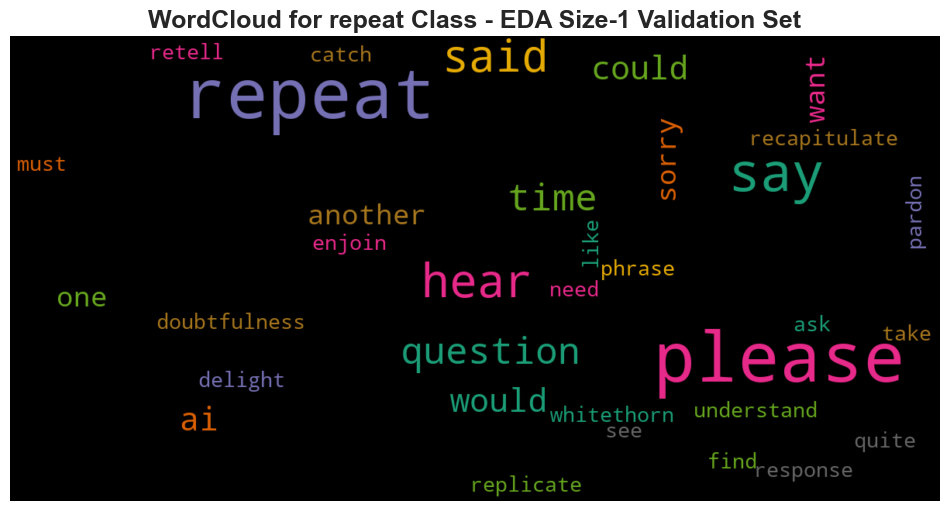 WordCloud for repeat Class - EDA Size-1 Validation Set
retell
catch
said
could
want
repeat
recapitulate
sorry
must
say
time
another
pardon
enjoin
like
hear
phrase
need
one
doubtfulness
ask
take
question
please
delight
would
whitethorn
understand
ai
see
quite
find
response
replicate